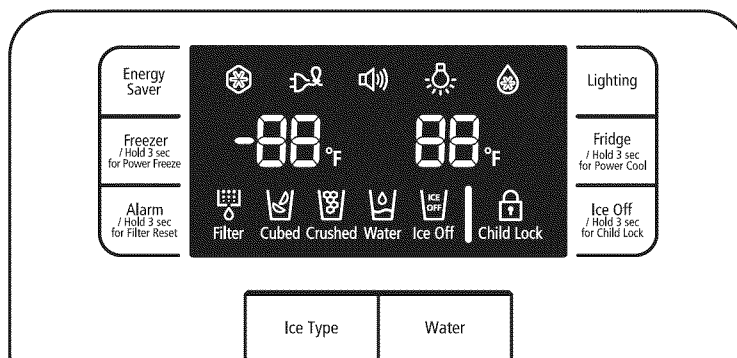 Energy
Saver
Lighting
Freezer
/ Hold 3 sec
for Power Freeze
-88°F
88°F
Fridge
/ Hold 3 sec
for Power Cool
Alarm
/ Hold 3 sec
for Filter Reset
ICE
OFF
Filter Cubed Crushed Water Ice Off Child Lock
Ice Off
/ Hold 3 sec
for Child Lock
Ice Type
Water